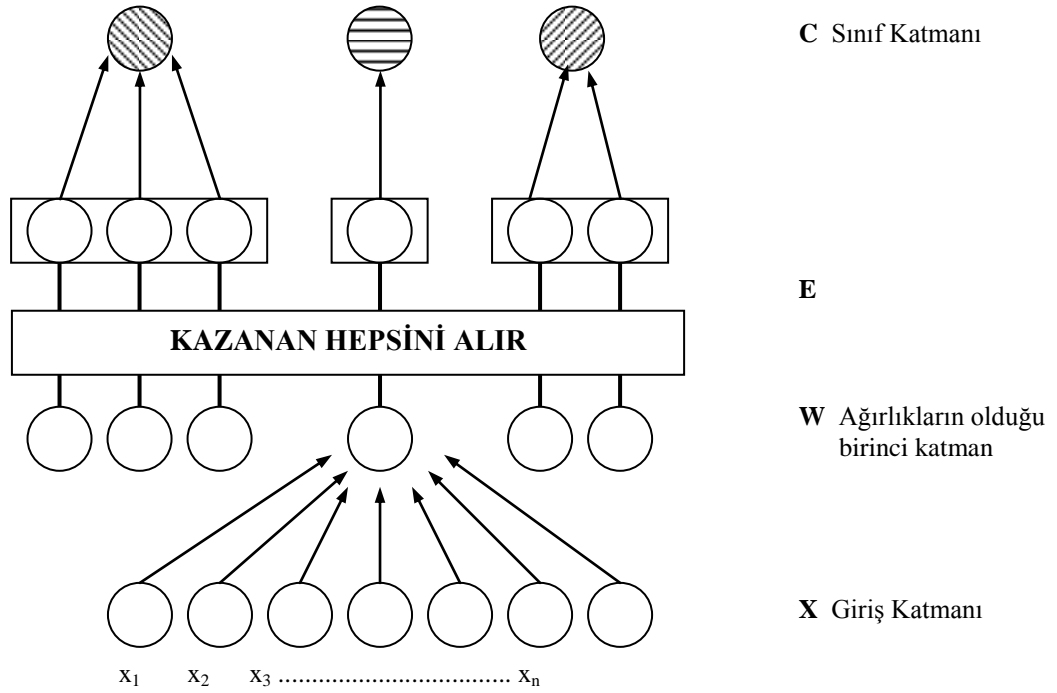 C Sınıf Katmanı
E
KAZANAN HEPSİNİ ALIR
W Ağırlıkların olduğu
birinci katman
X Giriş Katmanı
x1 x2 x3 .................................. xn